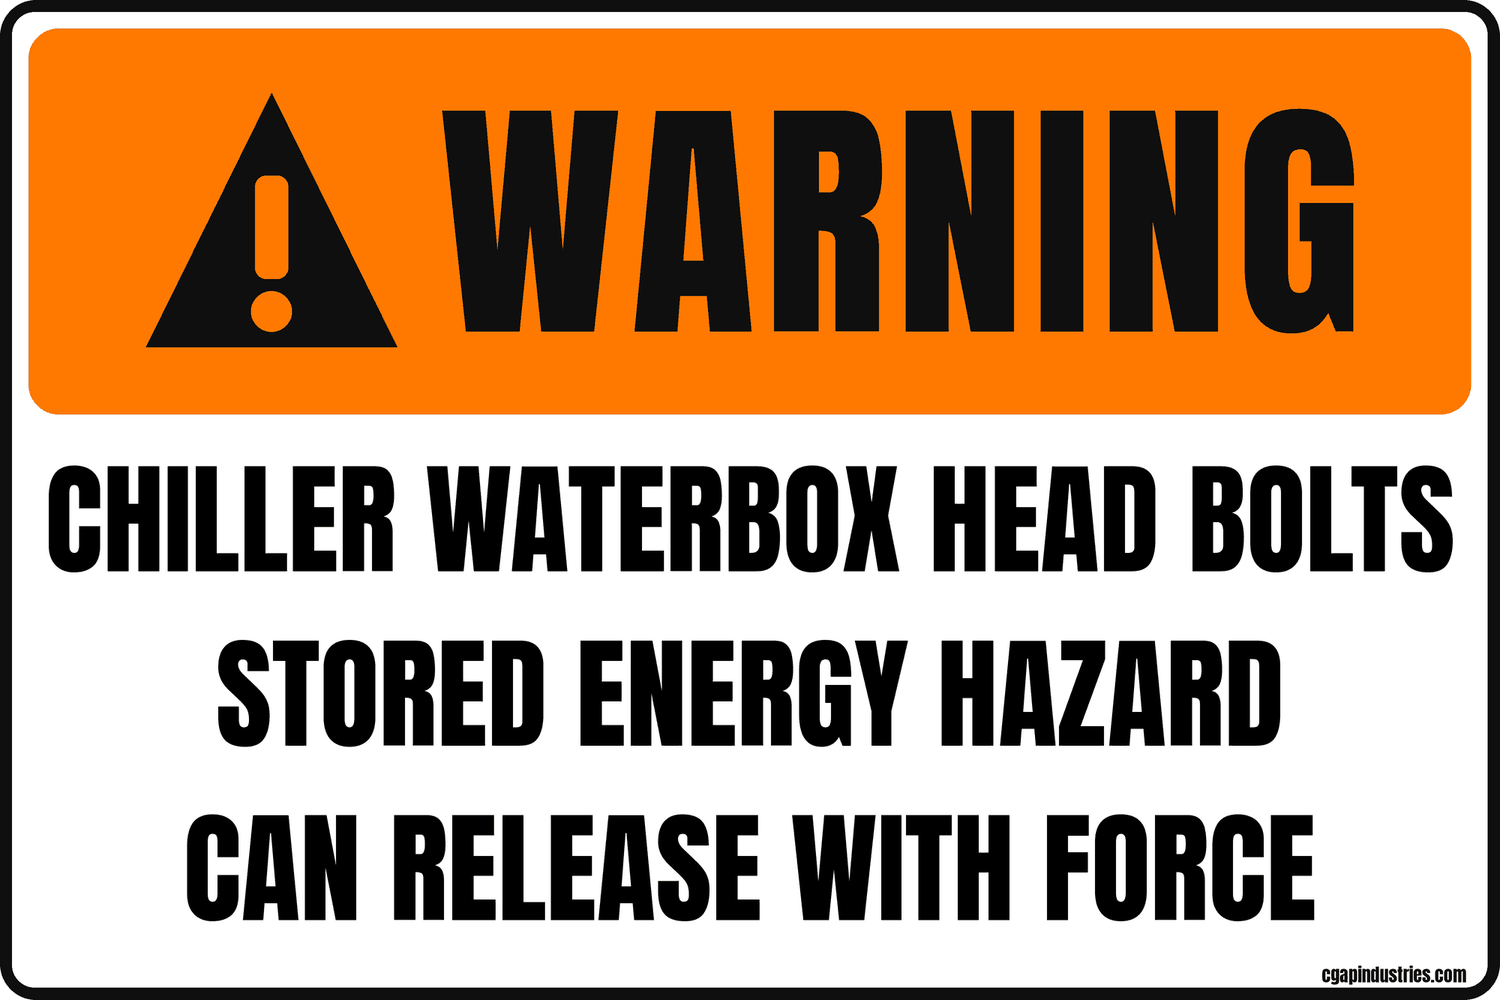 WARNING
CHILLER WATERBOX HEAD BOLTS
STORED ENERGY HAZARD
CAN RELEASE WITH FORCE
cgapindustries.com